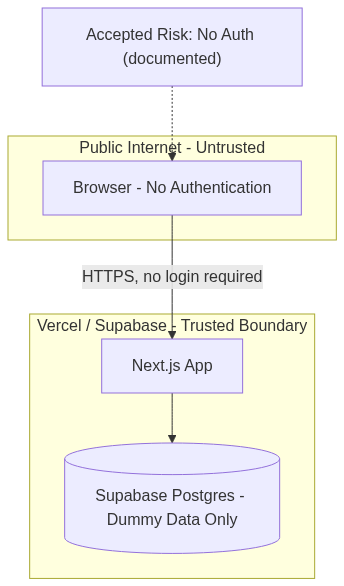 Accepted Risk: No Auth
(documented)
Public Internet - Untrusted
Browser - No Authentication
HTTPS, no login required
Vercel / Supabase - Trusted Boundary
Next.js App
Supabase Postgres -
Dummy Data Only